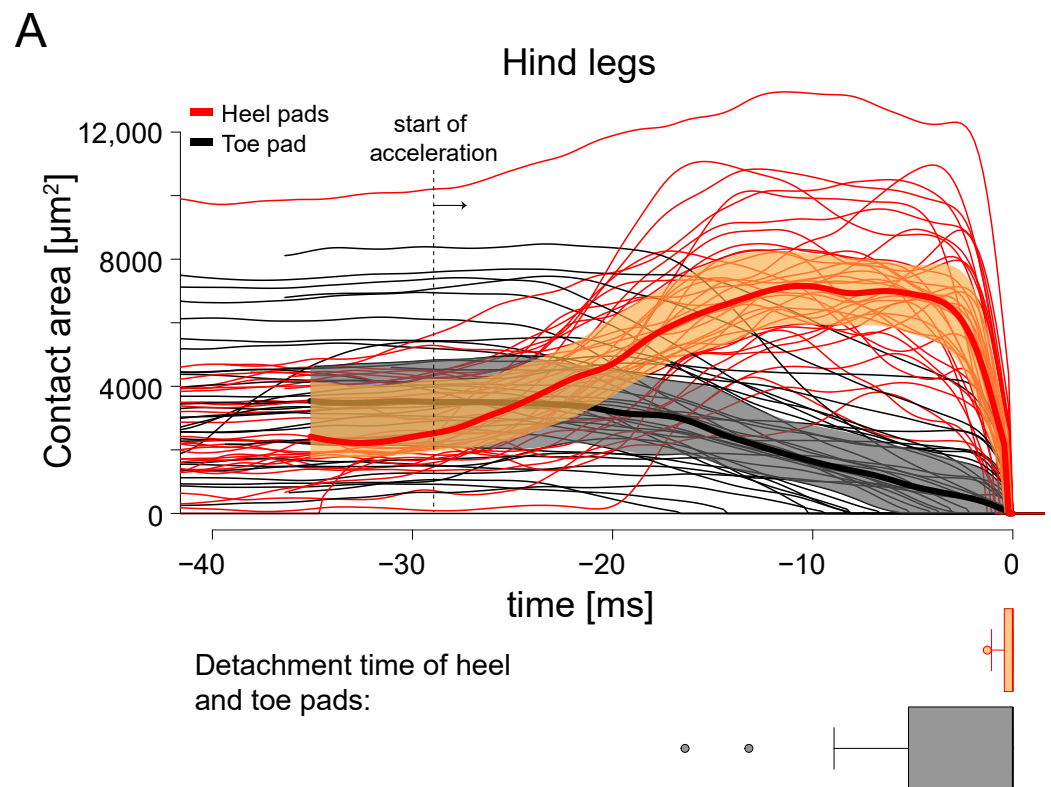 A
Hind legs
Heel pads
Toe pad
start of
acceleration
Contact area [µm²]
12,000
8000
4000
0
−40
−30
−20
−10
0
time [ms]
Detachment time of heel
and toe pads: